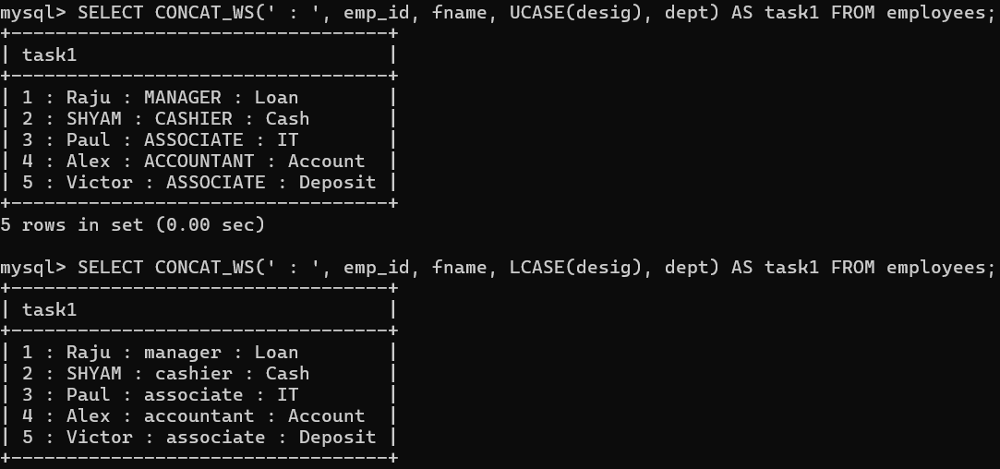 mysql> SELECT CONCAT_WS(' : ', emp_id, fname, UCASE(desig), dept) AS task1 FROM employees;
+----------------------------------+
| task1                            |
+----------------------------------+
| 1 : Raju : MANAGER : Loan        |
| 2 : SHYAM : CASHIER : Cash       |
| 3 : Paul : ASSOCIATE : IT        |
| 4 : Alex : ACCOUNTANT : Account  |
| 5 : Victor : ASSOCIATE : Deposit |
+----------------------------------+
5 rows in set (0.00 sec)

mysql> SELECT CONCAT_WS(' : ', emp_id, fname, LCASE(desig), dept) AS task1 FROM employees;
+----------------------------------+
| task1                            |
+----------------------------------+
| 1 : Raju : manager : Loan        |
| 2 : SHYAM : cashier : Cash       |
| 3 : Paul : associate : IT        |
| 4 : Alex : accountant : Account  |
| 5 : Victor : associate : Deposit |
+----------------------------------+